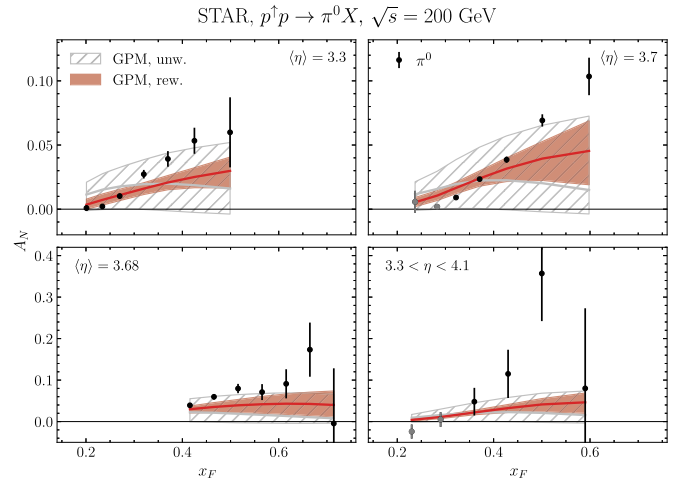 STAR, p↑p → π⁰X, √s = 200 GeV
GPM, unw.
GPM, rew.
⟨η⟩ = 3.3
π⁰
⟨η⟩ = 3.7
0.10
0.05
0.00
A_N
⟨η⟩ = 3.68
3.3 < η < 4.1
0.4
0.3
0.2
0.1
0.0
0.2 0.4 0.6 0.2 0.4 0.6
x_F x_F